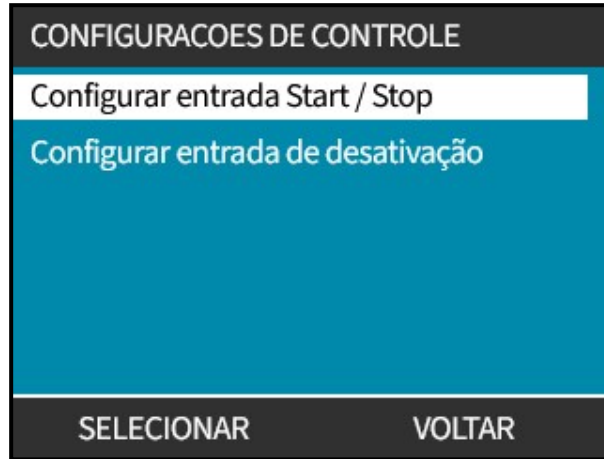 CONFIGURACOES DE CONTROLE
Configurar entrada Start / Stop
Configurar entrada de desativação
SELECIONAR VOLTAR